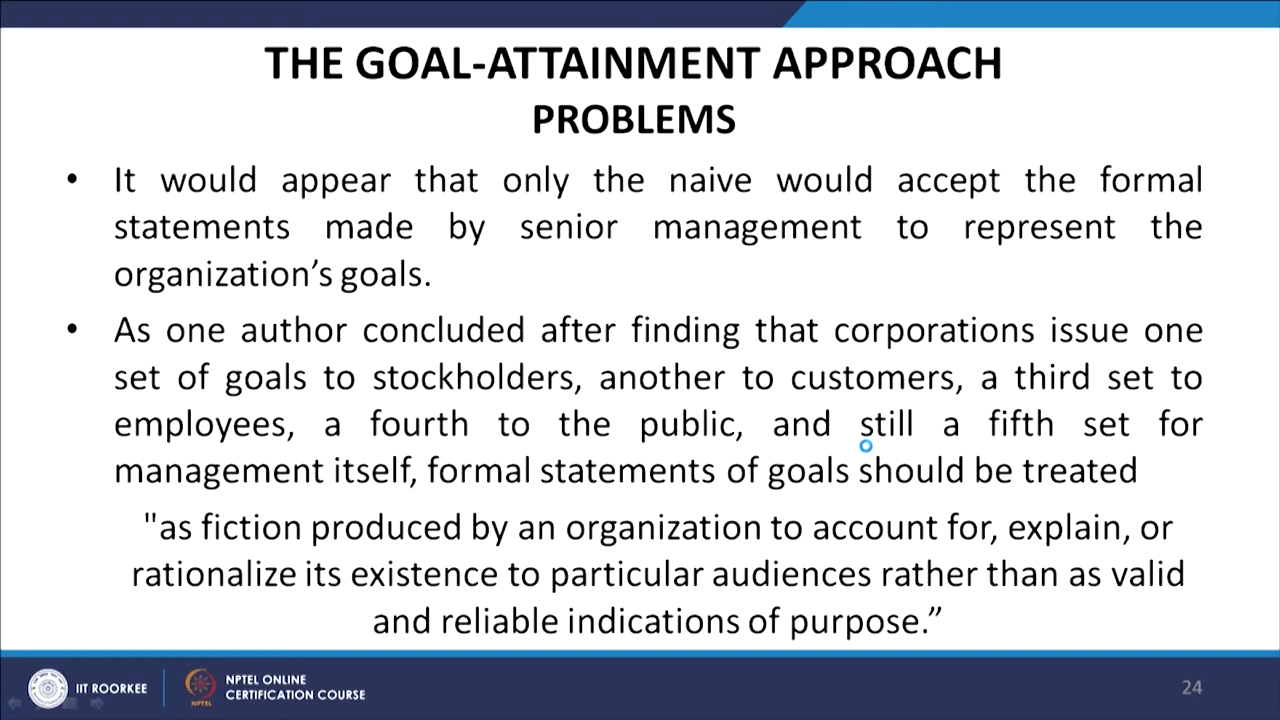 THE GOAL-ATTAINMENT APPROACH
PROBLEMS
• It would appear that only the naive would accept the formal
statements made by senior management to represent the
organization’s goals.
• As one author concluded after finding that corporations issue one
set of goals to stockholders, another to customers, a third set to
employees, a fourth to the public, and still a fifth set for
management itself, formal statements of goals should be treated
"as fiction produced by an organization to account for, explain, or
rationalize its existence to particular audiences rather than as valid
and reliable indications of purpose.”
IIT ROORKEE
NPTEL
NPTEL ONLINE
CERTIFICATION COURSE
24